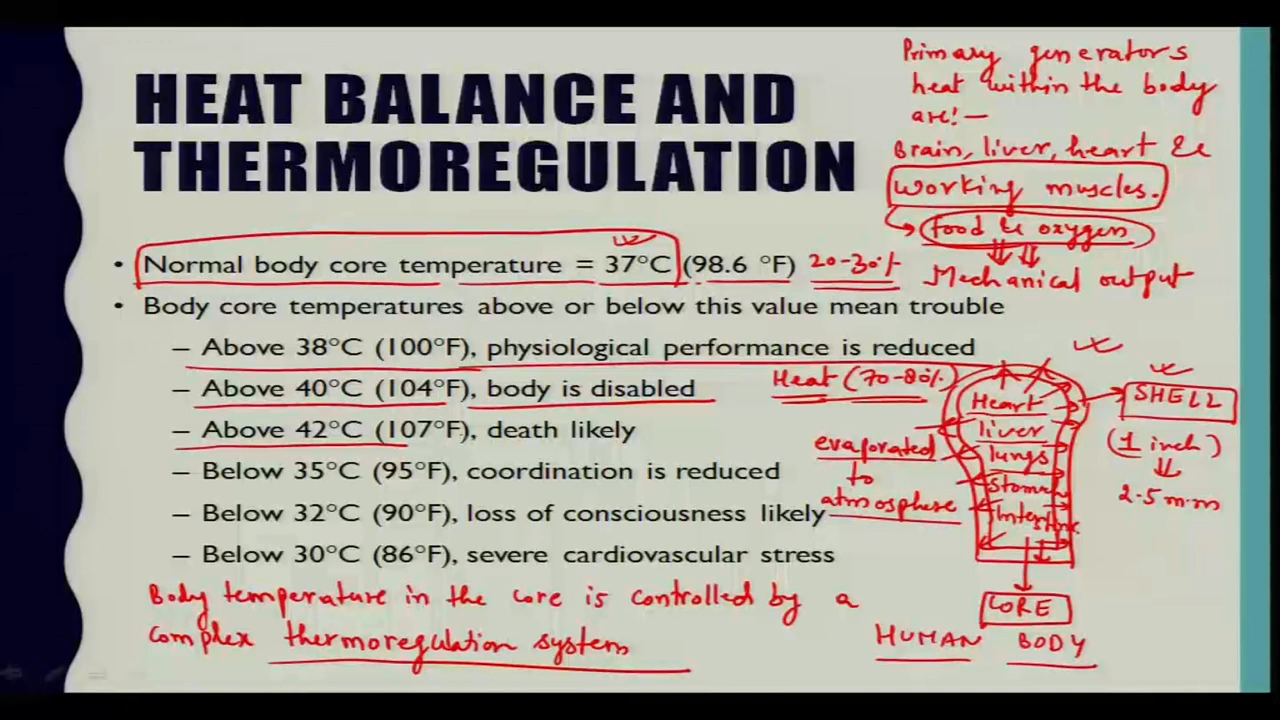 HEAT BALANCE AND
THERMOREGULATION
• Normal body core temperature = 37°C (98.6 °F) 20-30%
• Body core temperatures above or below this value mean trouble
– Above 38°C (100°F), physiological performance is reduced
– Above 40°C (104°F), body is disabled
– Above 42°C (107°F), death likely
– Below 35°C (95°F), coordination is reduced
– Below 32°C (90°F), loss of consciousness likely
– Below 30°C (86°F), severe cardiovascular stress
Body temperature in the core is controlled by a
complex thermoregulation system
Primary generators
heat within the body
are:—
Brain, liver, heart &
working muscles.
food & oxygen
Mechanical output
Heat (70-80%)
evaporated
to
atmosphere
Heart
liver
lungs
Stomach
Intestine
SHELL
(1 inch)
2.5 m.m
CORE
HUMAN BODY